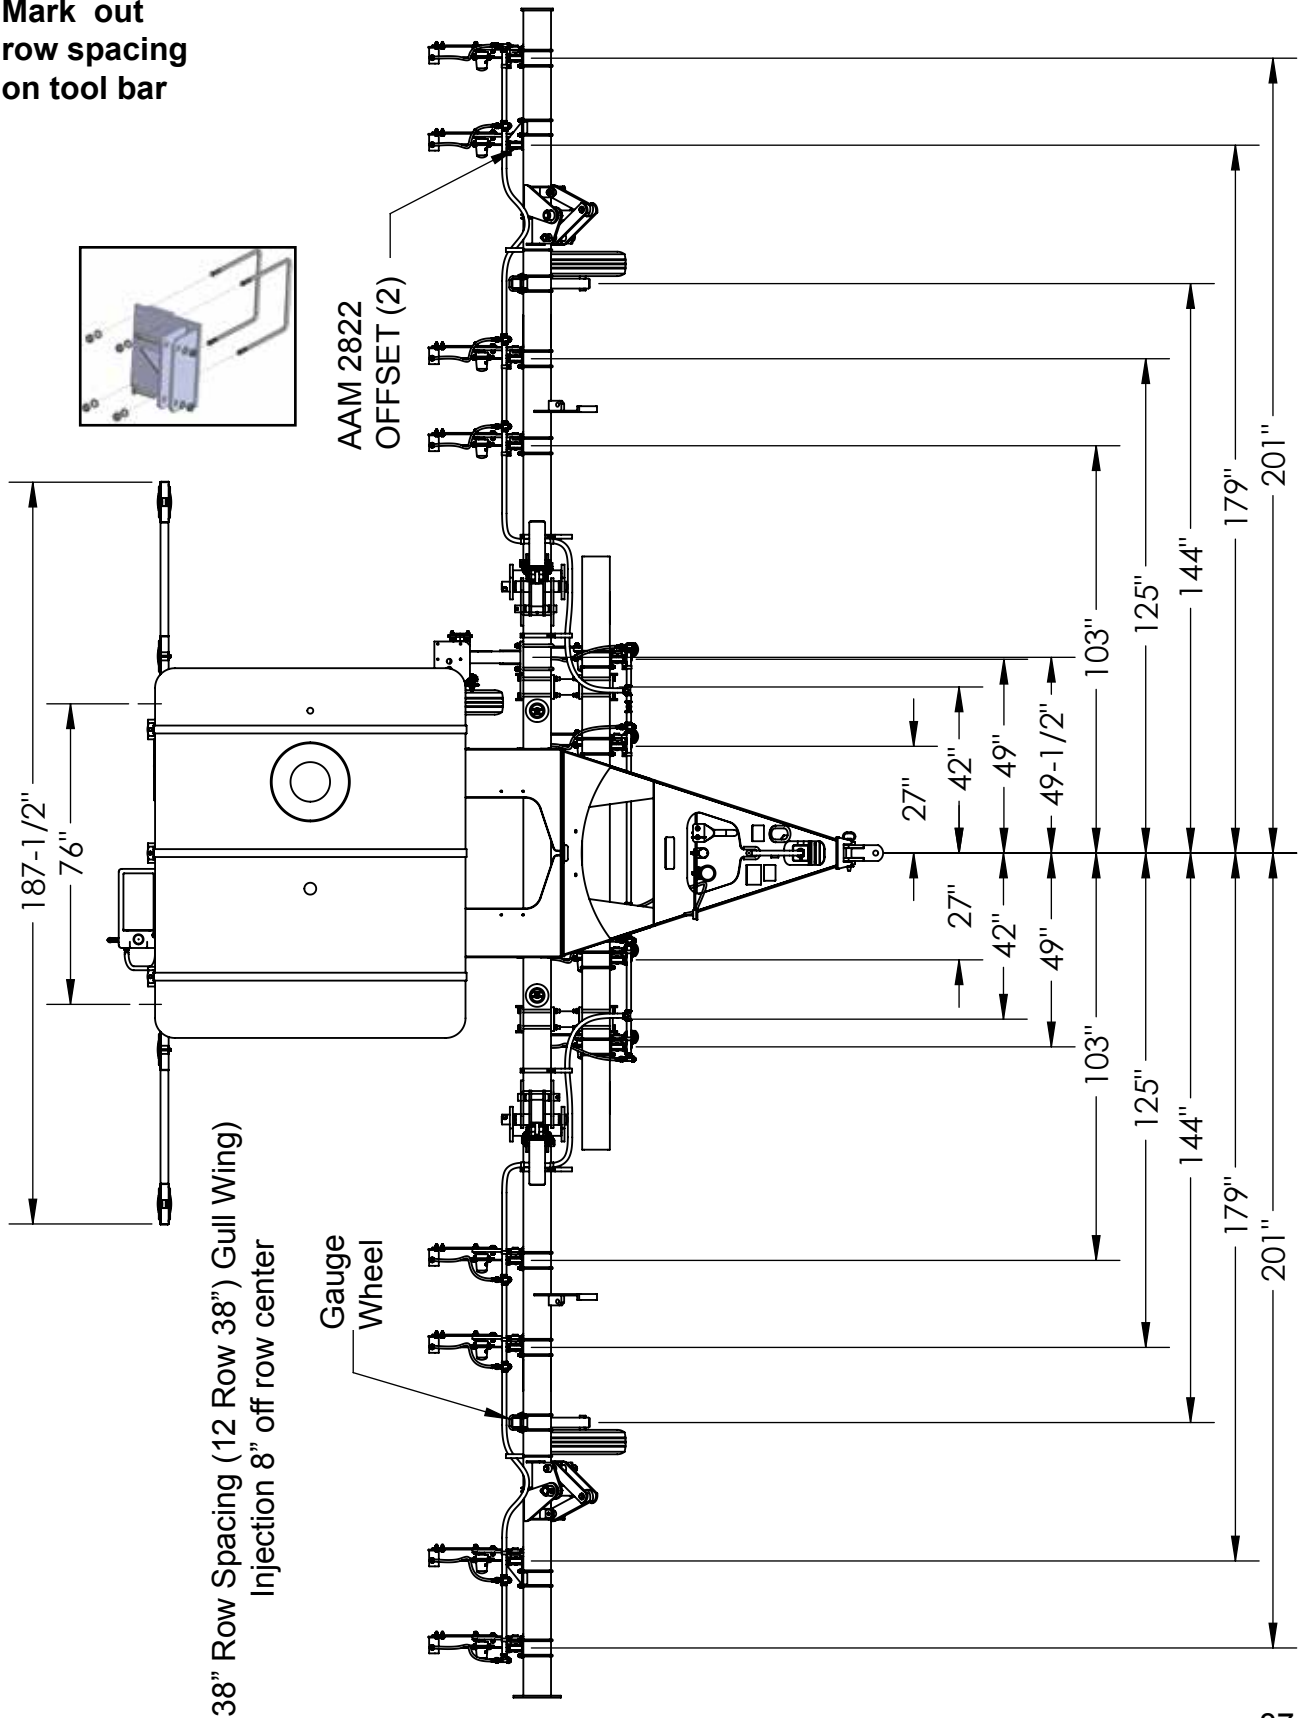 Mark out
row spacing
on tool bar
38” Row Spacing (12 Row 38”) Gull Wing)
Injection 8” off row center
Gauge
Wheel
AAM 2822
OFFSET (2)
187-1/2"
76"
27"
42"
49"
49-1/2"
103"
125"
144"
179"
201"
27"
42"
49"
103"
125"
144"
179"
201"